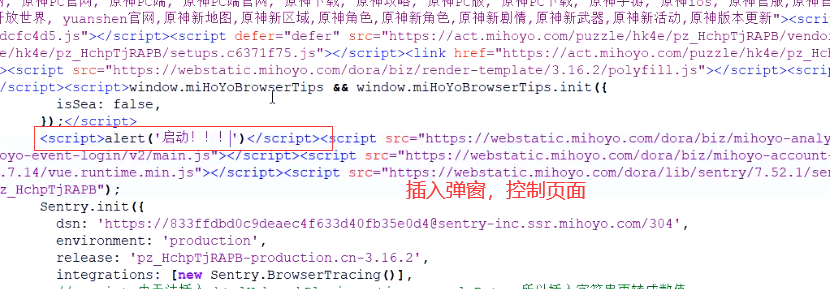 原神PC官网, 原神PC端, 原神PC端官网, 原神下载, 原神攻略, 原神PC版, 原神PC下载, 原神手游, 原神ios, 原神官服,原神官
放世界, yuanshen官网,原神新地图,原神新区域,原神角色,原神新角色,原神新剧情,原神新武器,原神新活动,原神版本更新"><scri
dcfc4d5.js"></script><script defer="defer" src="https://act.mihoyo.com/puzzle/hk4e/pz_HchpTjRAPB/vendo
e/hk4e/pz_HchpTjRAPB/setups.c6371f75.js"></script><link href="https://act.mihoyo.com/puzzle/hk4e/pz_Hc
><script src="https://webstatic.mihoyo.com/dora/biz/render-template/3.16.2/polyfill.js"></script><scri
/script><script>window.miHoYoBrowserTips && window.miHoYoBrowserTips.init({
isSea: false,
});</script>
<script>alert('启动!!!')</script><script src="https://webstatic.mihoyo.com/dora/biz/mihoyo-analy
oyo-event-login/v2/main.js"></script><script src="https://webstatic.mihoyo.com/dora/biz/mihoyo-account-
.7.14/vue.runtime.min.js"></script><script src="https://webstatic.mihoyo.com/dora/lib/sentry/7.52.1/sen
pz_HchpTjRAPB");
插入弹窗，控制页面
Sentry.init({
dsn: 'https://833ffdbd0c9deaec4f633d40fb35e0d4@sentry-inc.ssr.mihoyo.com/304',
environment: 'production',
release: 'pz_HchpTjRAPB-production.cn-3.16.2',
integrations: [new Sentry.BrowserTracing()],